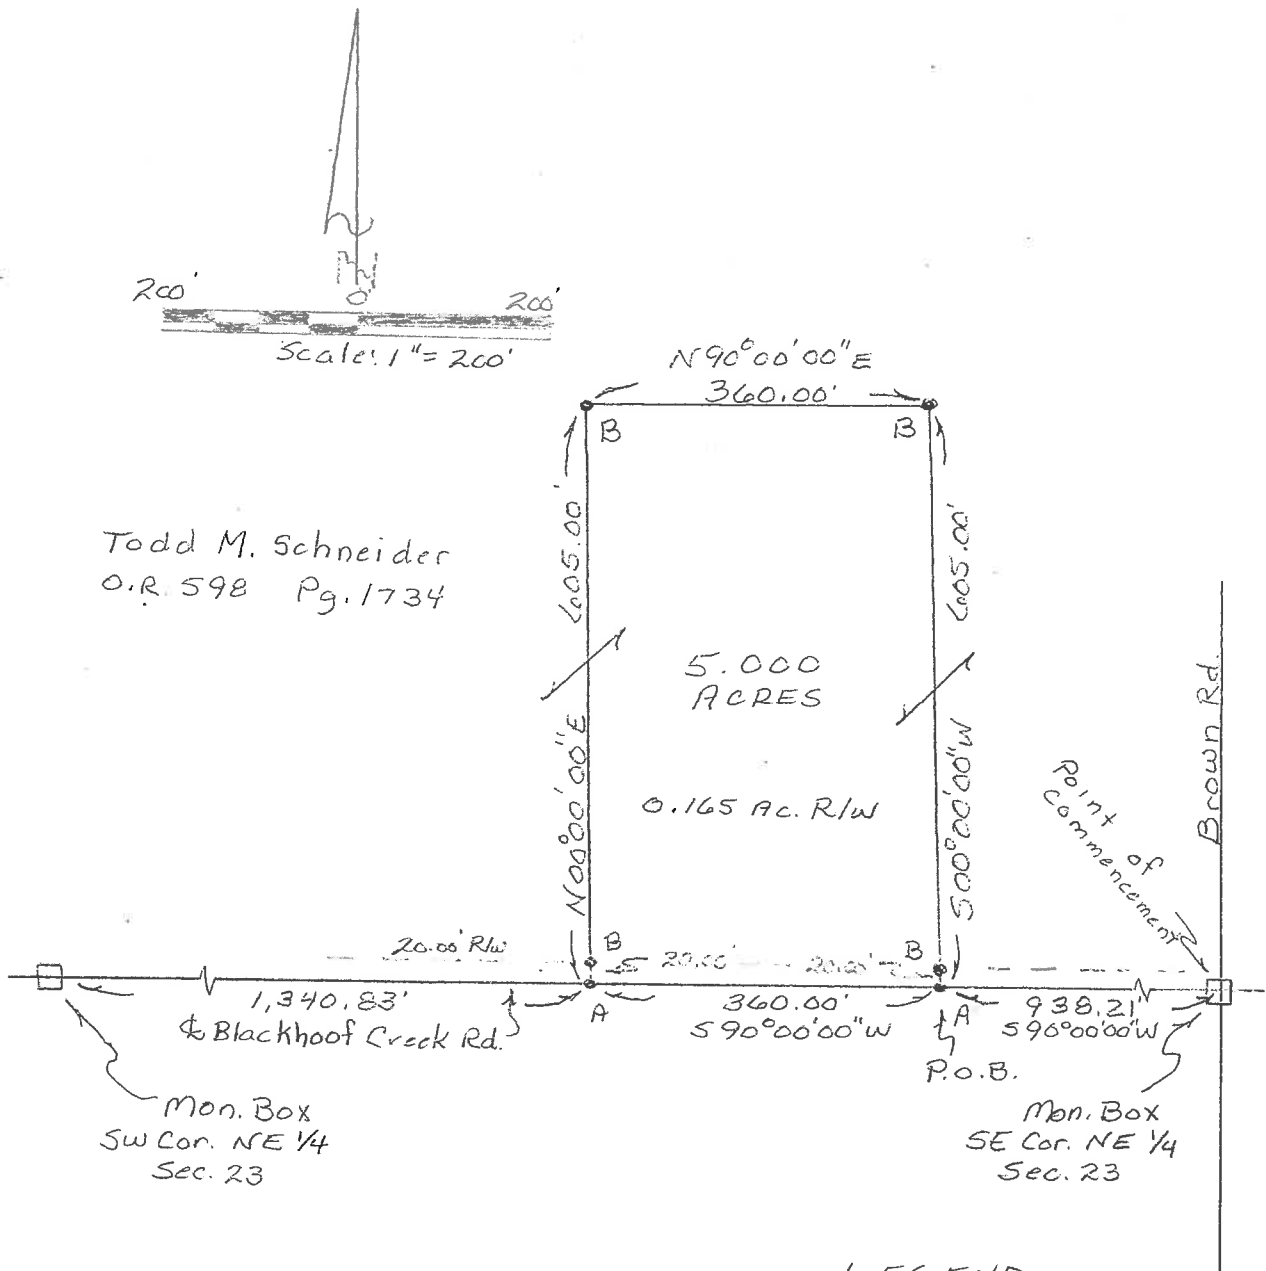 N
200' 0' 200'
Scale: 1" = 200'
N 90°00'00" E
360.00'
B B
605.00'
605.00'
Todd M. Schneider
O.R. 598 Pg. 1734
5.000
ACRES
0.165 Ac. R/W
N00°00'00"E
S00°00'00"W
Brown Rd.
Point of
Commencement
20.00' R/W
B
20.00' 20.00'
B
1,340.83'
A
360.00'
A
938.21'
℄ Blackhoof Creek Rd.
S 90°00'00"W
S 90°00'00"W
P.O.B.
Mon. Box
SW Cor. NE 1/4
Sec. 23
Mon. Box
SE Cor. NE 1/4
Sec. 23